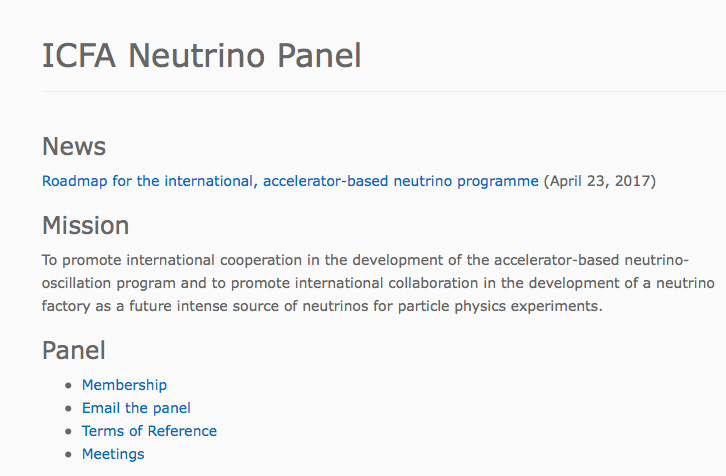 ICFA Neutrino Panel
News
Roadmap for the international, accelerator-based neutrino programme (April 23, 2017)
Mission
To promote international cooperation in the development of the accelerator-based neutrino-
oscillation program and to promote international collaboration in the development of a neutrino
factory as a future intense source of neutrinos for particle physics experiments.
Panel
• Membership
• Email the panel
• Terms of Reference
• Meetings